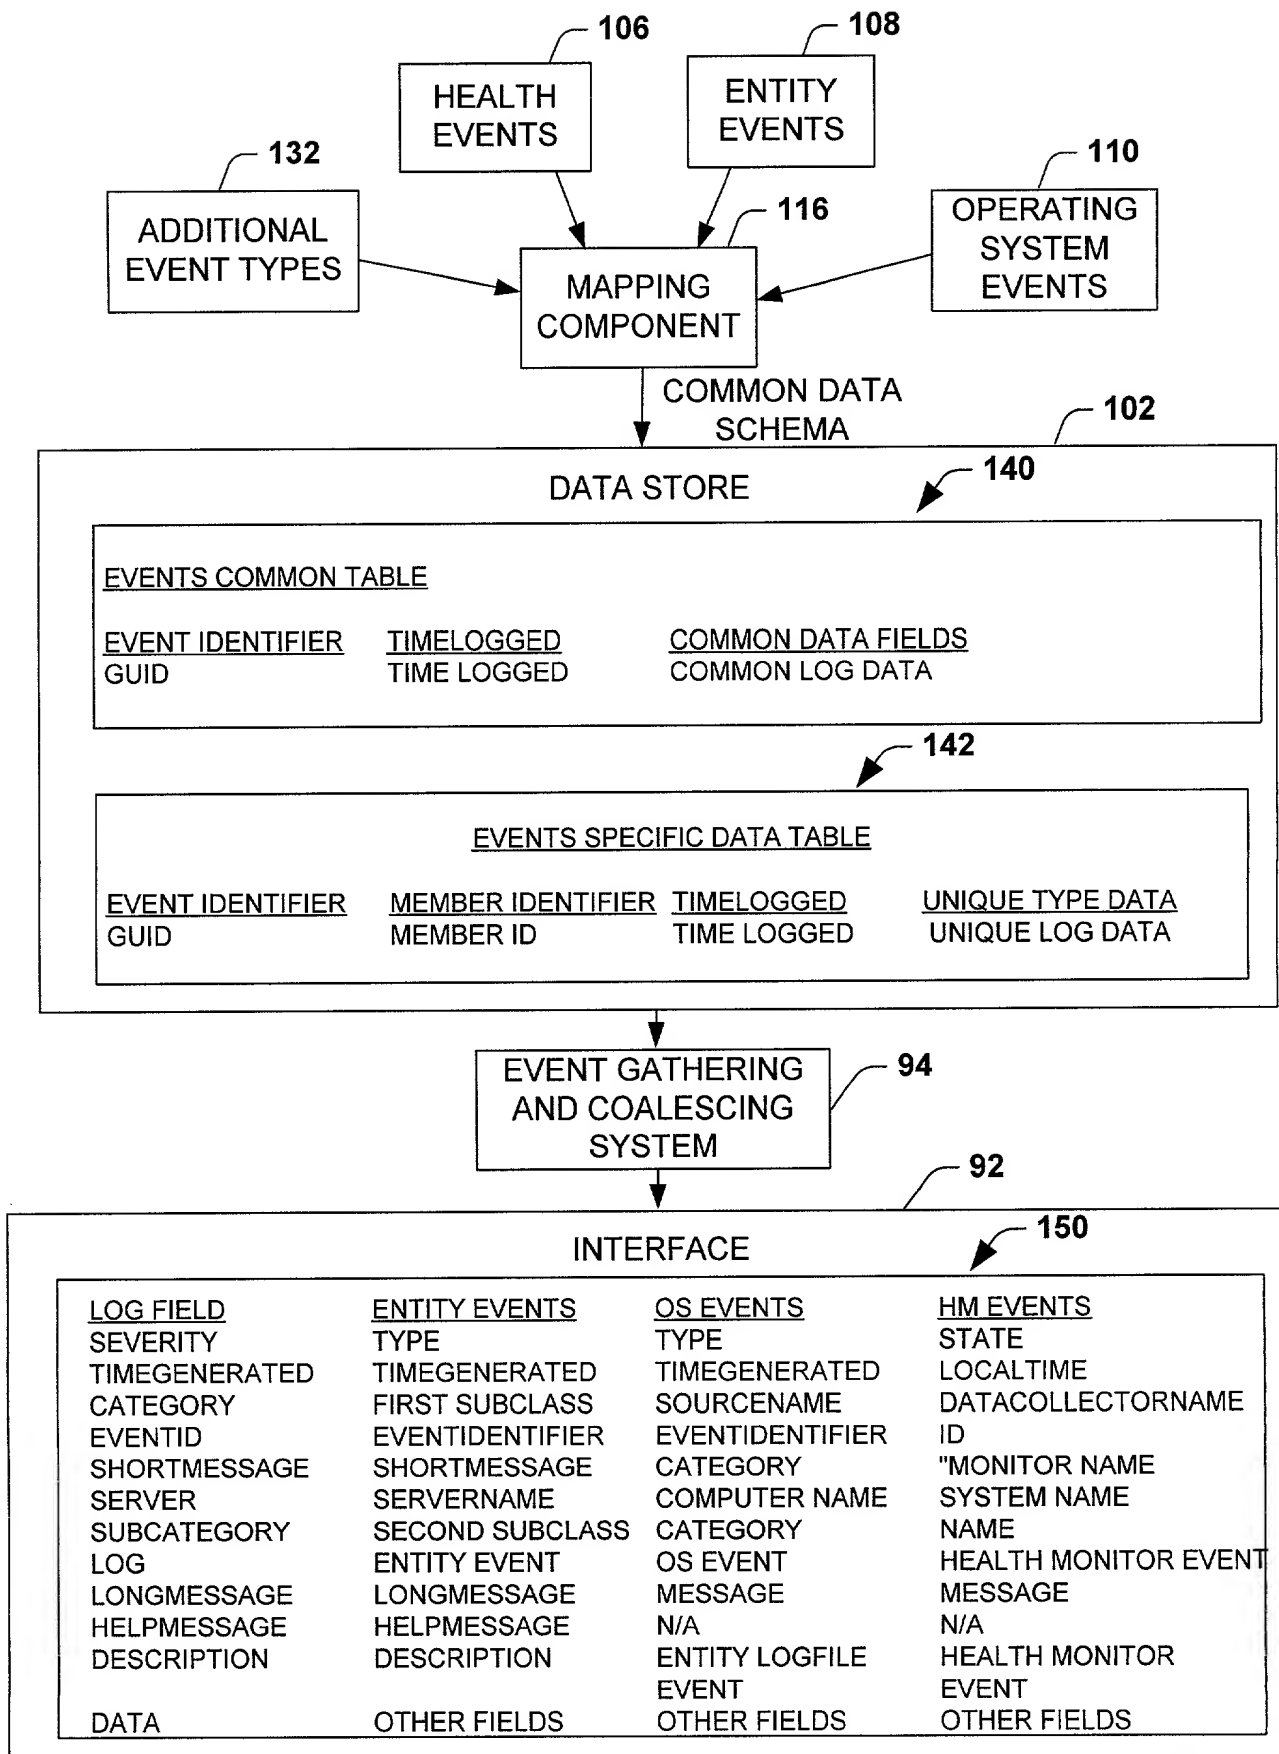 106
108
HEALTH
EVENTS
ENTITY
EVENTS
132
110
ADDITIONAL
EVENT TYPES
116
OPERATING
SYSTEM
EVENTS
MAPPING
COMPONENT
COMMON DATA
SCHEMA
102
DATA STORE
140
EVENTS COMMON TABLE
EVENT IDENTIFIER TIMELOGGED COMMON DATA FIELDS
GUID TIME LOGGED COMMON LOG DATA
142
EVENTS SPECIFIC DATA TABLE
EVENT IDENTIFIER MEMBER IDENTIFIER TIMELOGGED UNIQUE TYPE DATA
GUID MEMBER ID TIME LOGGED UNIQUE LOG DATA
EVENT GATHERING
AND COALESCING
SYSTEM
94
92
INTERFACE
150
LOG FIELD ENTITY EVENTS OS EVENTS HM EVENTS
SEVERITY TYPE TYPE STATE
TIMEGENERATED TIMEGENERATED TIMEGENERATED LOCALTIME
CATEGORY FIRST SUBCLASS SOURCENAME DATACOLLECTORNAME
EVENTID EVENTIDENTIFIER EVENTIDENTIFIER ID
SHORTMESSAGE SHORTMESSAGE CATEGORY "MONITOR NAME
SERVER SERVERNAME COMPUTER NAME SYSTEM NAME
SUBCATEGORY SECOND SUBCLASS CATEGORY NAME
LOG ENTITY EVENT OS EVENT HEALTH MONITOR EVENT
LONGMESSAGE LONGMESSAGE MESSAGE MESSAGE
HELPMESSAGE HELPMESSAGE N/A N/A
DESCRIPTION DESCRIPTION ENTITY LOGFILE HEALTH MONITOR
EVENT EVENT
DATA OTHER FIELDS OTHER FIELDS OTHER FIELDS